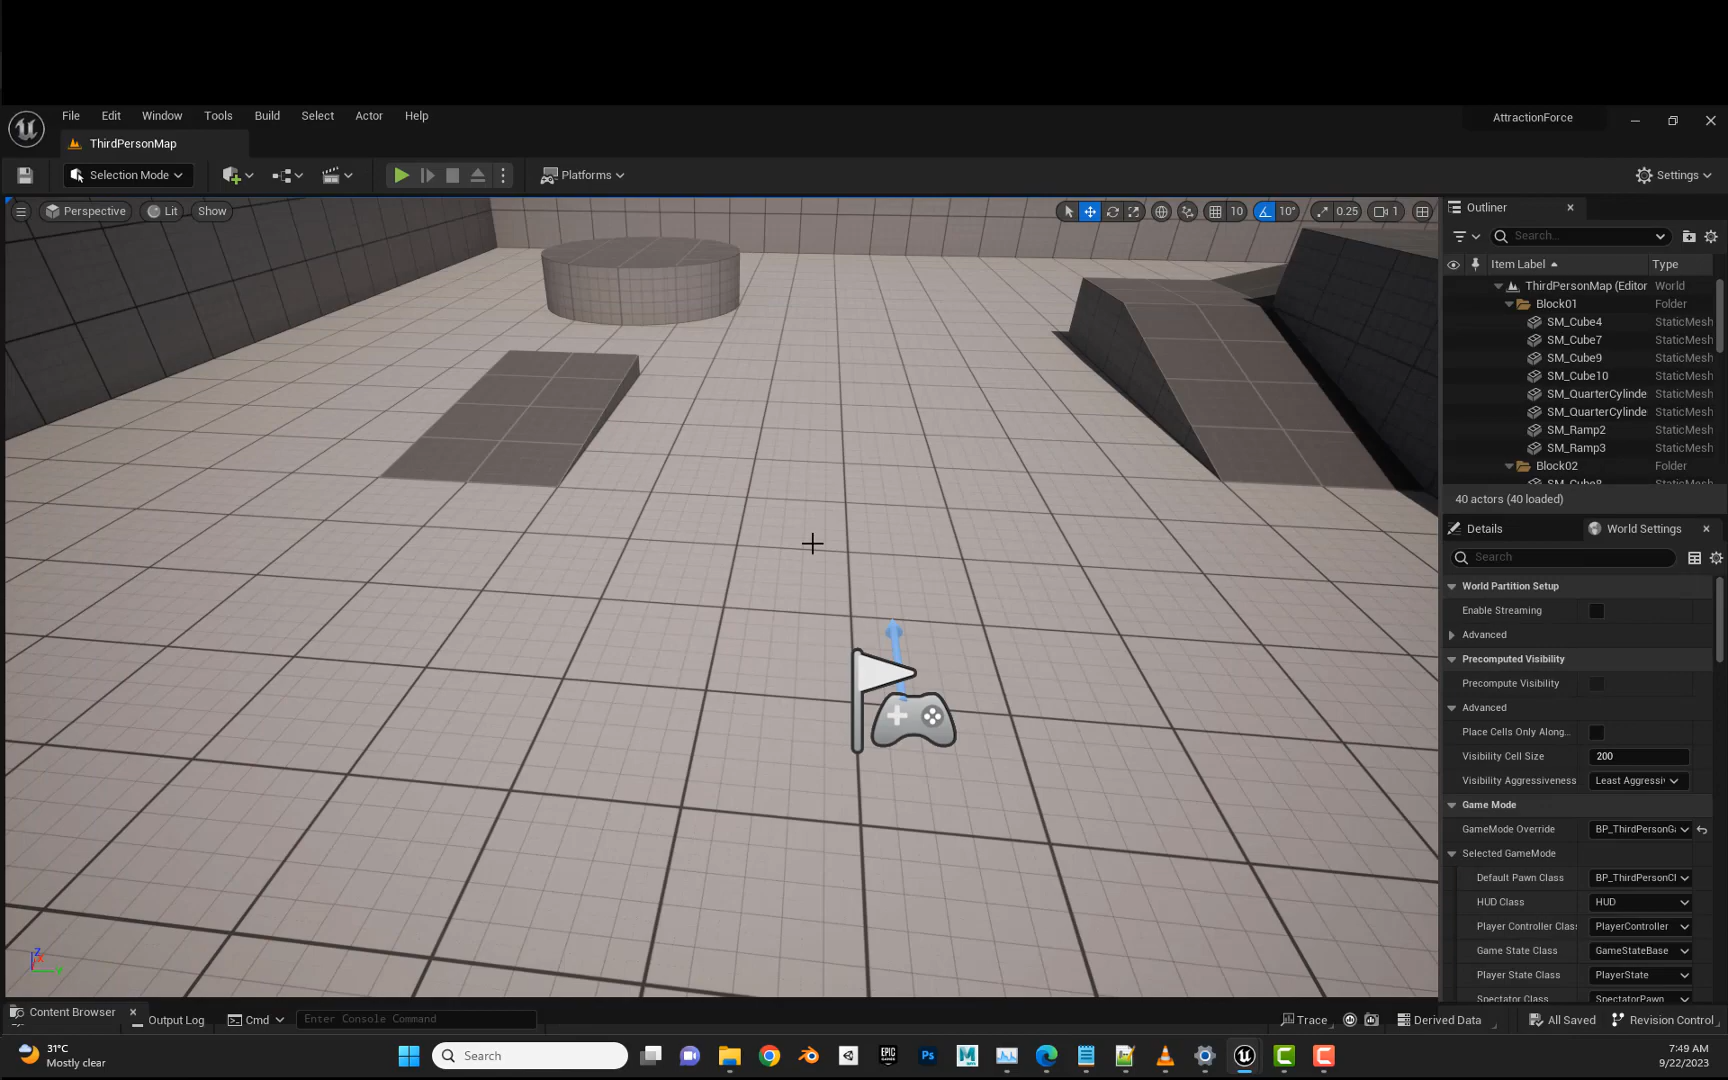 File Edit Window Tools Build Select Actor Help
AttractionForce
ThirdPersonMap
Selection Mode
Platforms
Settings
Perspective Lit Show
10 10° 0.25 1
Outliner
Search...
Item Label Type
ThirdPersonMap (Editor World
Block01 Folder
SM_Cube4 StaticMesh
SM_Cube7 StaticMesh
SM_Cube9 StaticMesh
SM_Cube10 StaticMesh
SM_QuarterCylinde StaticMesh
SM_QuarterCylinde StaticMesh
SM_Ramp2 StaticMesh
SM_Ramp3 StaticMesh
Block02 Folder
SM_Cube8 StaticMesh
40 actors (40 loaded)
Details World Settings
Search
World Partition Setup
Enable Streaming
Advanced
Precomputed Visibility
Precompute Visibility
Advanced
Place Cells Only Along...
Visibility Cell Size 200
Visibility Aggressiveness Least Aggressi
Game Mode
GameMode Override BP_ThirdPersonG
Selected GameMode
Default Pawn Class BP_ThirdPersonCl
HUD Class HUD
Player Controller Clas PlayerController
Game State Class GameStateBase
Player State Class PlayerState
Spectator Class SpectatorPawn
Z X Y
Content Browser
Output Log Cmd Enter Console Command
Trace Derived Data All Saved Revision Control
31°C
Mostly clear
Search
EPIC GAMES
Ps
M
7:49 AM
9/22/2023